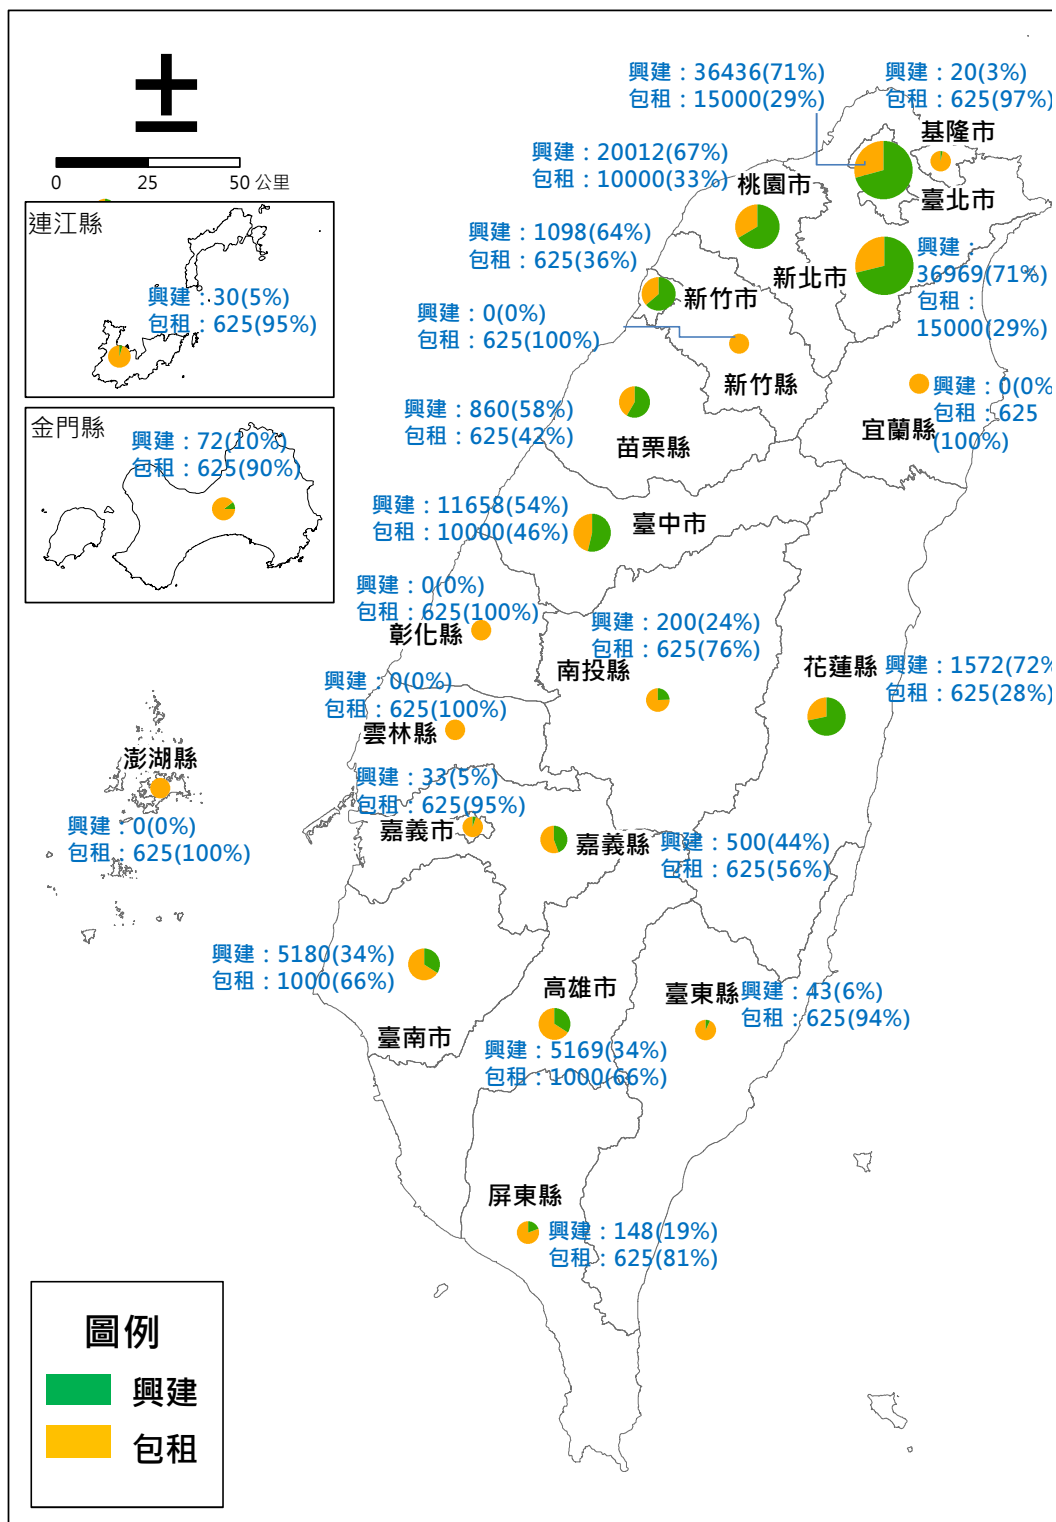 興建：36436(71%)
包租：15000(29%)
興建：20(3%)
包租：625(97%)
基隆市
臺北市
興建：20012(67%)
包租：10000(33%)
桃園市
0 25 50 公里
連江縣
興建：30(5%)
包租：625(95%)
興建：1098(64%)
包租：625(36%)
新竹市
新北市
興建：
36969(71%)
包租：
15000(29%)
興建：0(0%)
包租：625(100%)
新竹縣
興建：0(0%
包租：625
(100%)
宜蘭縣
興建：860(58%)
包租：625(42%)
苗栗縣
金門縣
興建：72(10%)
包租：625(90%)
興建：11658(54%)
包租：10000(46%)
臺中市
興建：0(0%)
包租：625(100%)
彰化縣
興建：200(24%)
包租：625(76%)
南投縣
花蓮縣
興建：1572(72%
包租：625(28%)
興建：0(0%)
包租：625(100%)
雲林縣
澎湖縣
興建：0(0%)
包租：625(100%)
興建：33(5%)
包租：625(95%)
嘉義市
嘉義縣
興建：500(44%)
包租：625(56%)
興建：5180(34%)
包租：1000(66%)
臺南市
高雄市
興建：5169(34%)
包租：1000(66%)
臺東縣
興建：43(6%)
包租：625(94%)
屏東縣
興建：148(19%)
包租：625(81%)
圖例
興建
包租